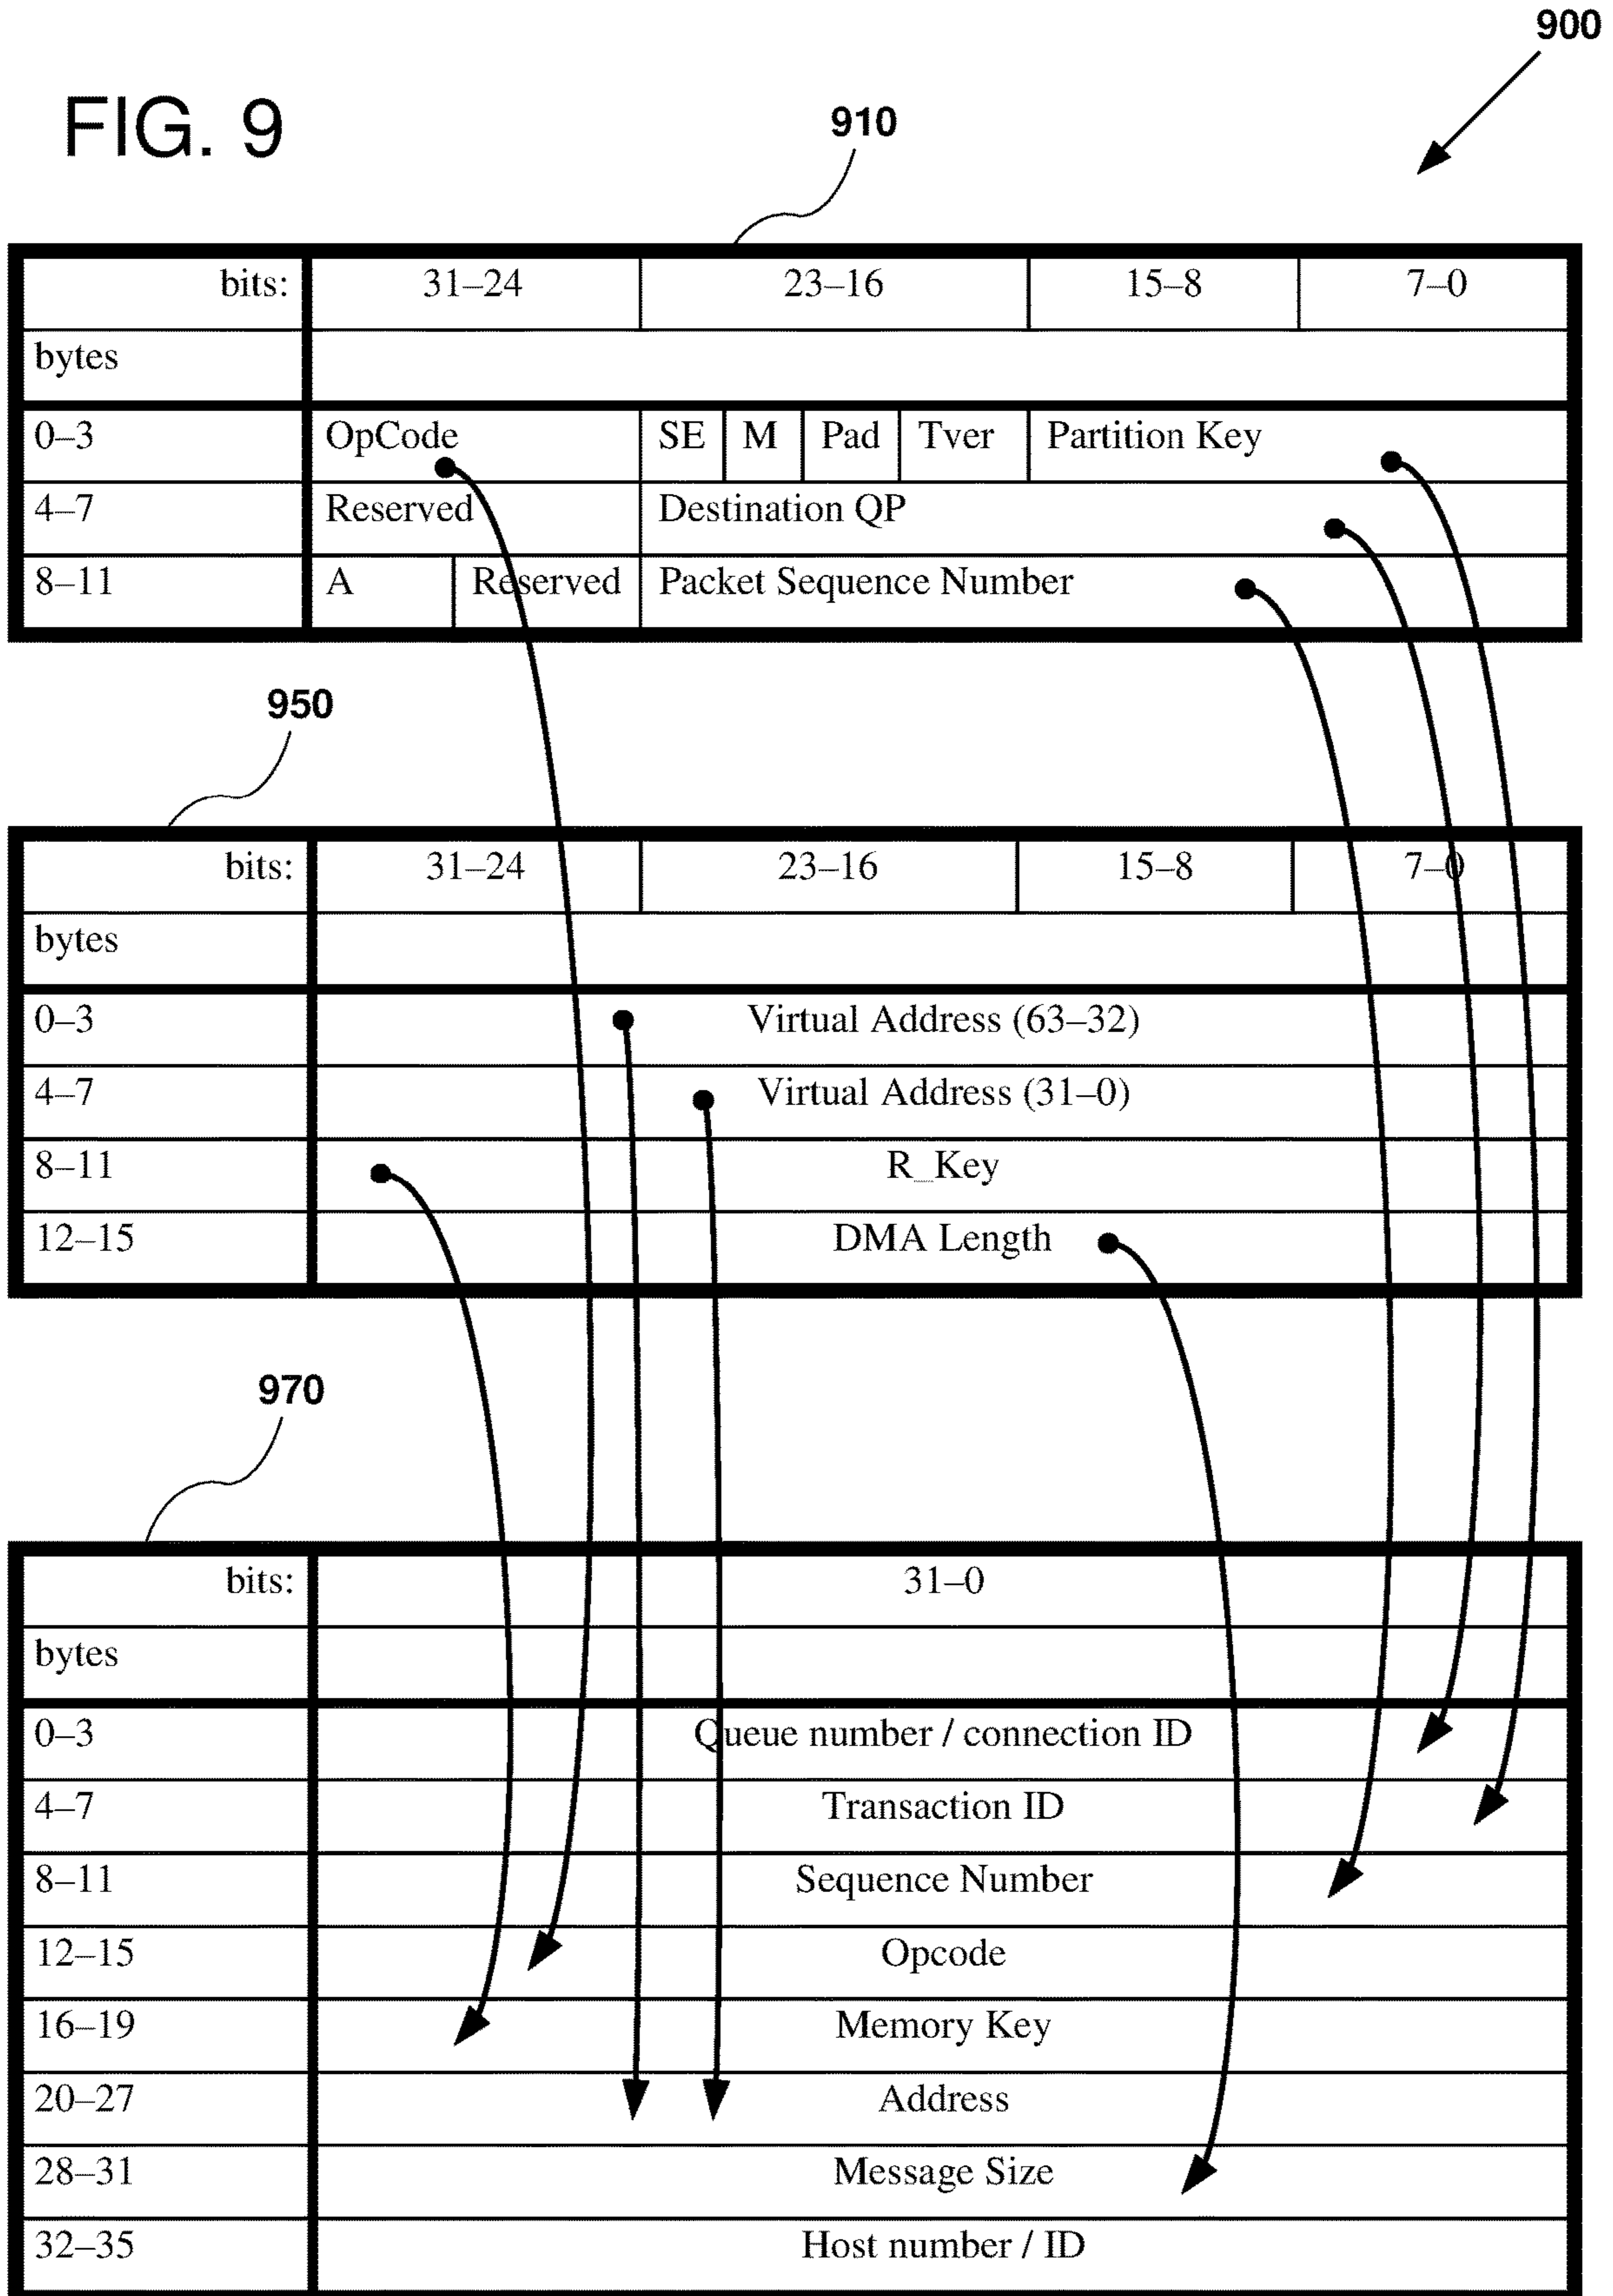 900
FIG. 9
910
bits: 31–24 23–16 15–8 7–0
bytes
0–3 OpCode SE M Pad Tver Partition Key
4–7 Reserved Destination QP
8–11 A Reserved Packet Sequence Number
950
bits: 31–24 23–16 15–8 7–0
bytes
0–3 Virtual Address (63–32)
4–7 Virtual Address (31–0)
8–11 R_Key
12–15 DMA Length
970
bits: 31–0
bytes
0–3 Queue number / connection ID
4–7 Transaction ID
8–11 Sequence Number
12–15 Opcode
16–19 Memory Key
20–27 Address
28–31 Message Size
32–35 Host number / ID